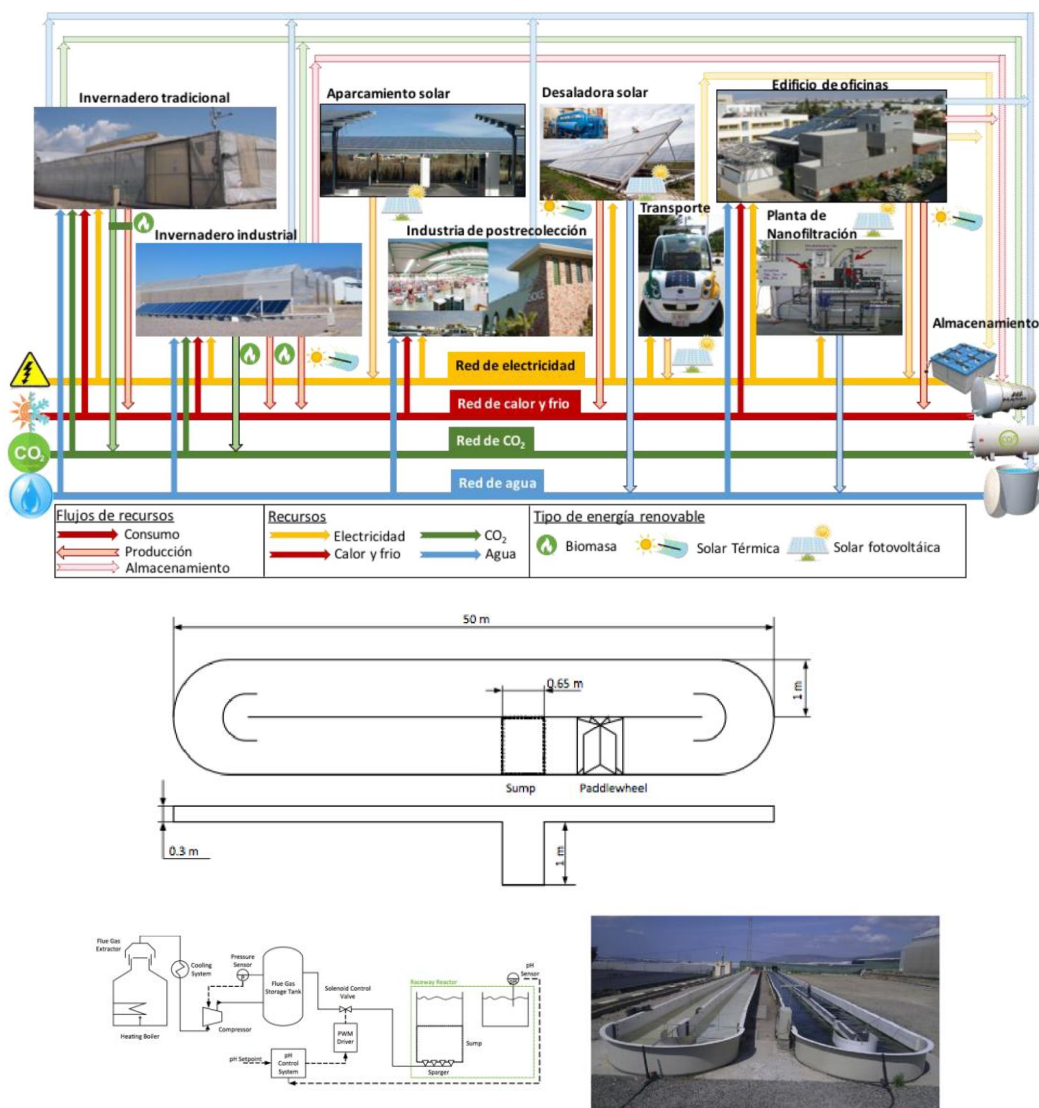 Invernadero tradicional
Aparcamiento solar
Desaladora solar
Edificio de oficinas
Invernadero industrial
Industria de postrecolección
Transporte
Planta de
Nanofiltración
Almacenamiento
Red de electricidad
Red de calor y frio
CO₂
Red de CO₂
CO₂
Red de agua
Flujos de recursos
Consumo
Producción
Almacenamiento
Recursos
Electricidad
Calor y frio
CO₂
Agua
Tipo de energía renovable
Biomasa
Solar Térmica
Solar fotovoltáica
50 m
0.65 m
1 m
Sump
Paddlewheel
0.3 m
1 m
Flue Gas
Extractor
Cooling
System
Pressure
Sensor
Flue Gas
Storage Tank
Solenoid Control
Valve
pH
Sensor
Raceway Reactor
Heating Boiler
Compressor
PWM
Driver
Sump
pH Setpoint
pH
Control
System
Sparger